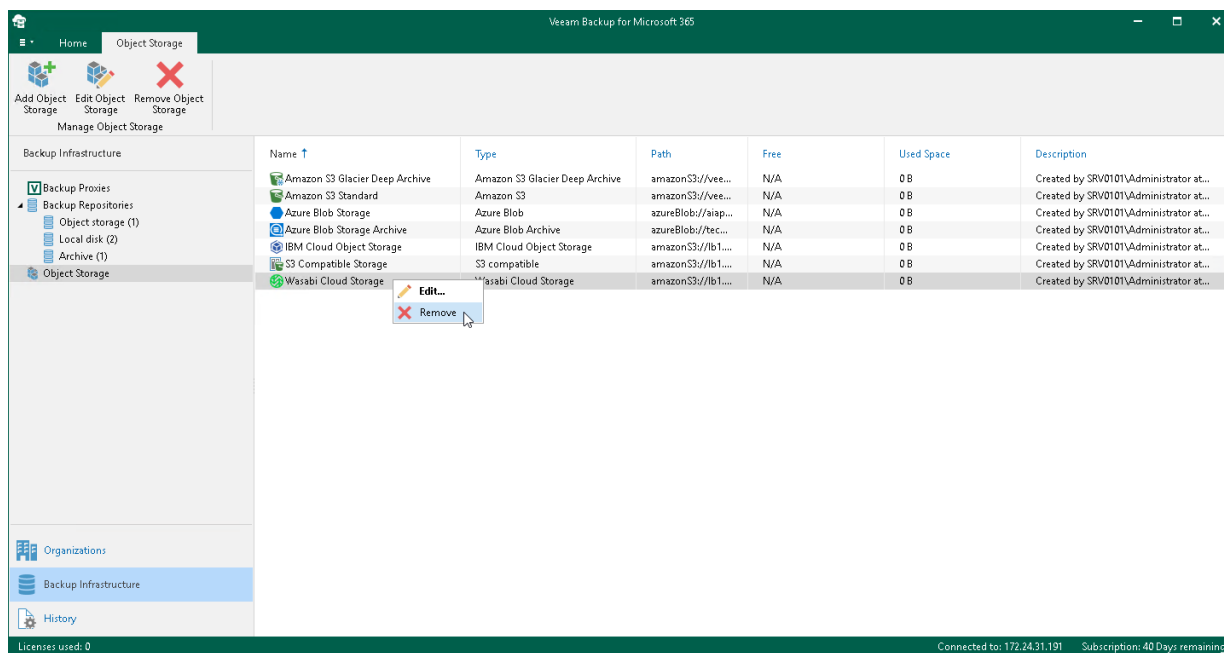 Veeam Backup for Microsoft 365
Home Object Storage
Add Object Storage
Edit Object Storage
Remove Object Storage
Manage Object Storage
Backup Infrastructure
Backup Proxies
Backup Repositories
Object storage (1)
Local disk (2)
Archive (1)
Object Storage
Name Type Path Free Used Space Description
Amazon S3 Glacier Deep Archive Amazon S3 Glacier Deep Archive amazonS3://vee... N/A 0 B Created by SRV0101\Administrator at...
Amazon S3 Standard Amazon S3 amazonS3://vee... N/A 0 B Created by SRV0101\Administrator at...
Azure Blob Storage Azure Blob azureBlob://aiap... N/A 0 B Created by SRV0101\Administrator at...
Azure Blob Storage Archive Azure Blob Archive azureBlob://tec... N/A 0 B Created by SRV0101\Administrator at...
IBM Cloud Object Storage IBM Cloud Object Storage amazonS3://lb1.... N/A 0 B Created by SRV0101\Administrator at...
S3 Compatible Storage S3 compatible amazonS3://lb1.... N/A 0 B Created by SRV0101\Administrator at...
Wasabi Cloud Storage Wasabi Cloud Storage amazonS3://lb1.... N/A 0 B Created by SRV0101\Administrator at...
Edit...
Remove
Organizations
Backup Infrastructure
History
Licenses used: 0 Connected to: 172.24.31.191 Subscription: 40 Days remaining